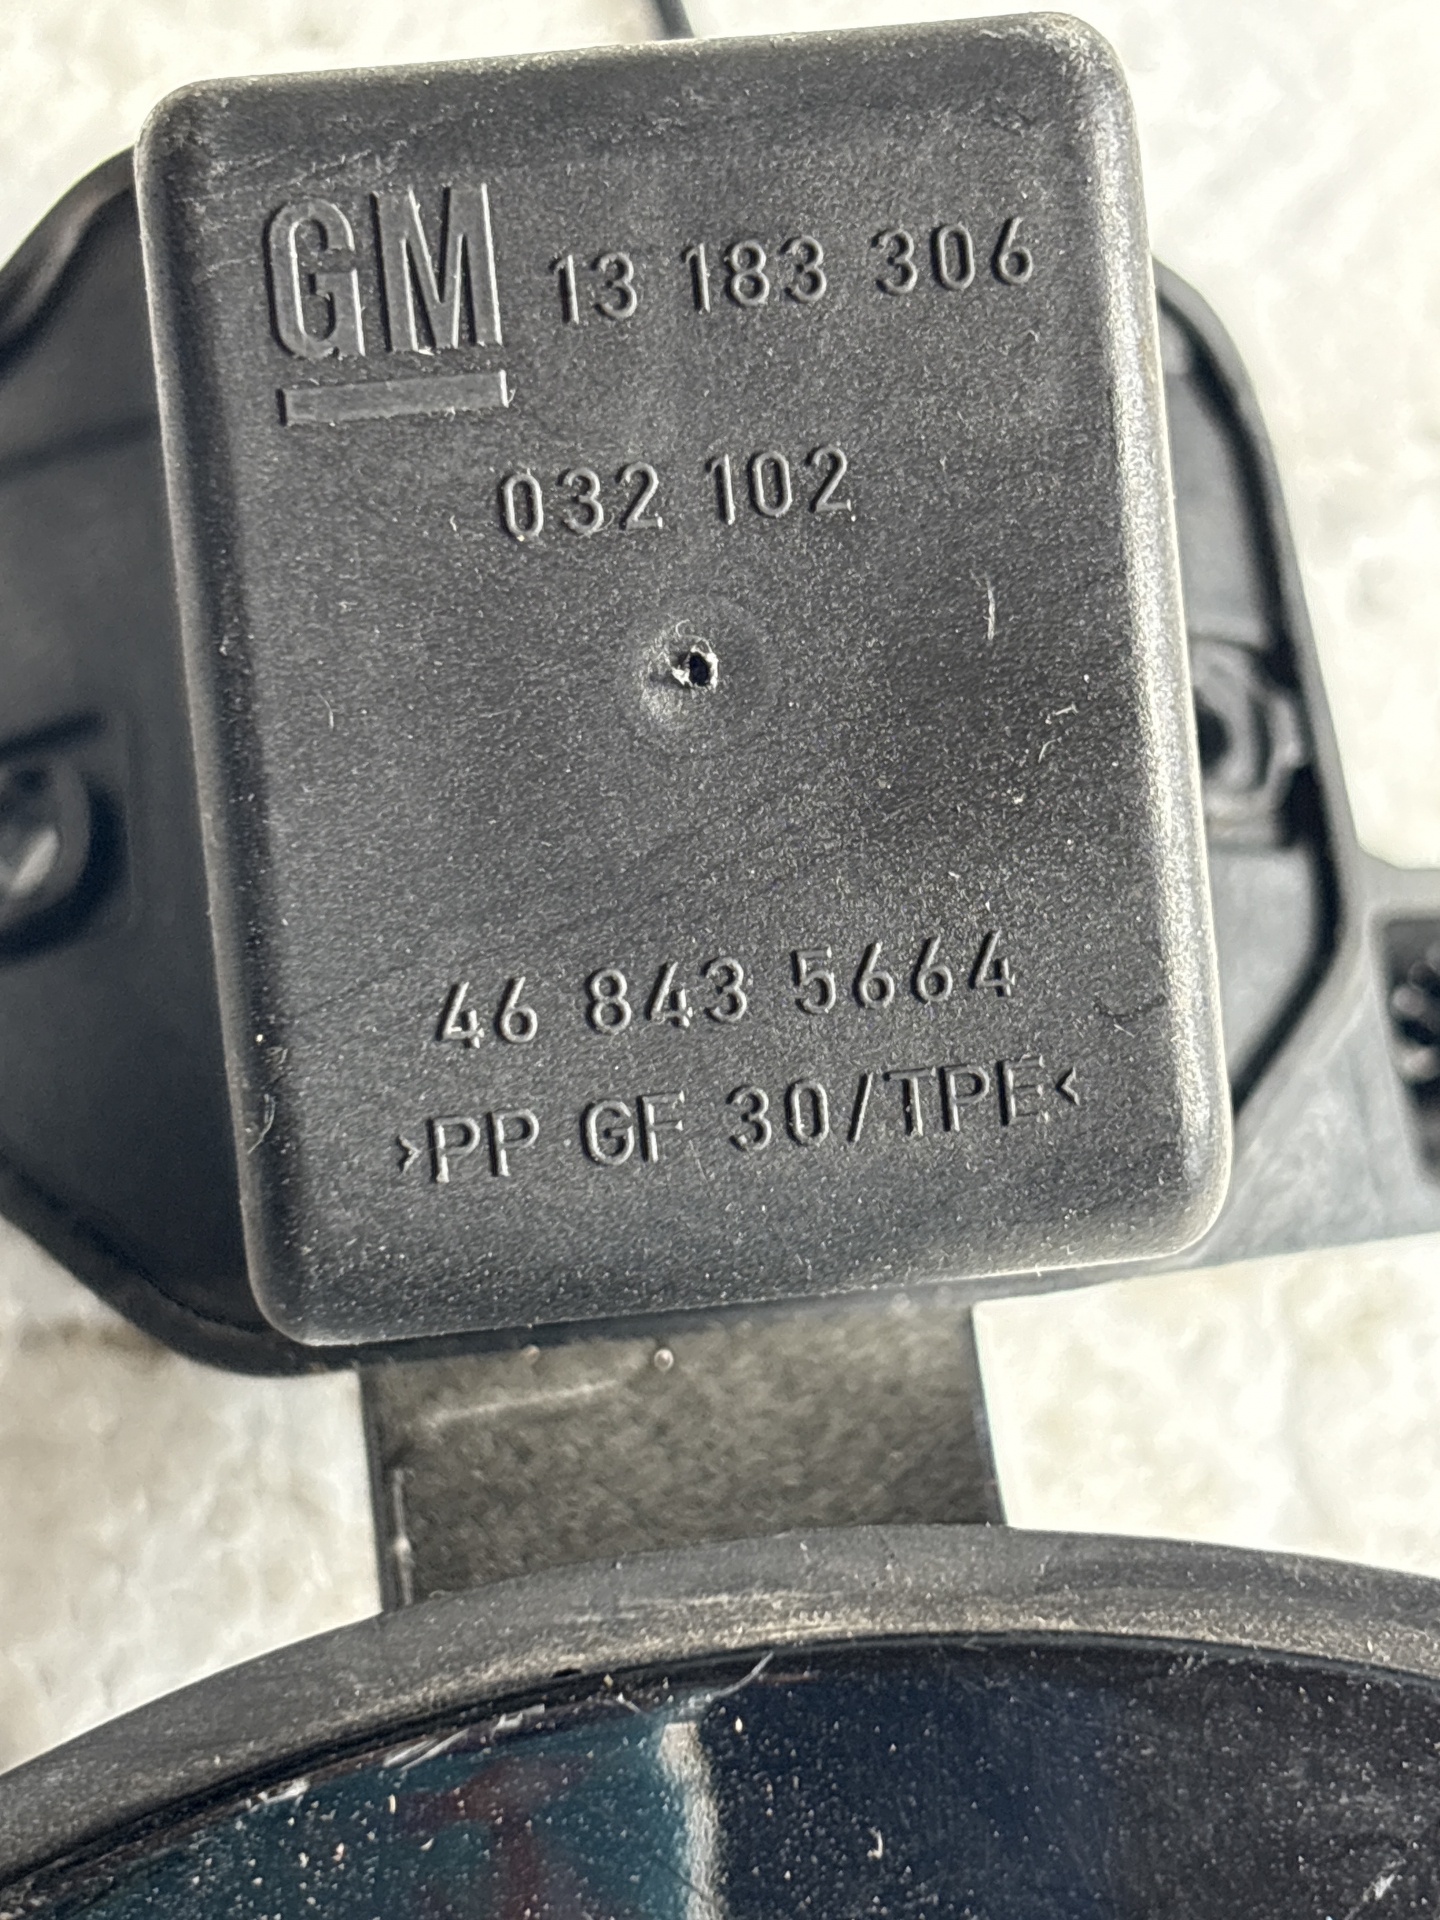 GM 13 183 306
032 102
46 843 5664
>PP GF 30/TPE<